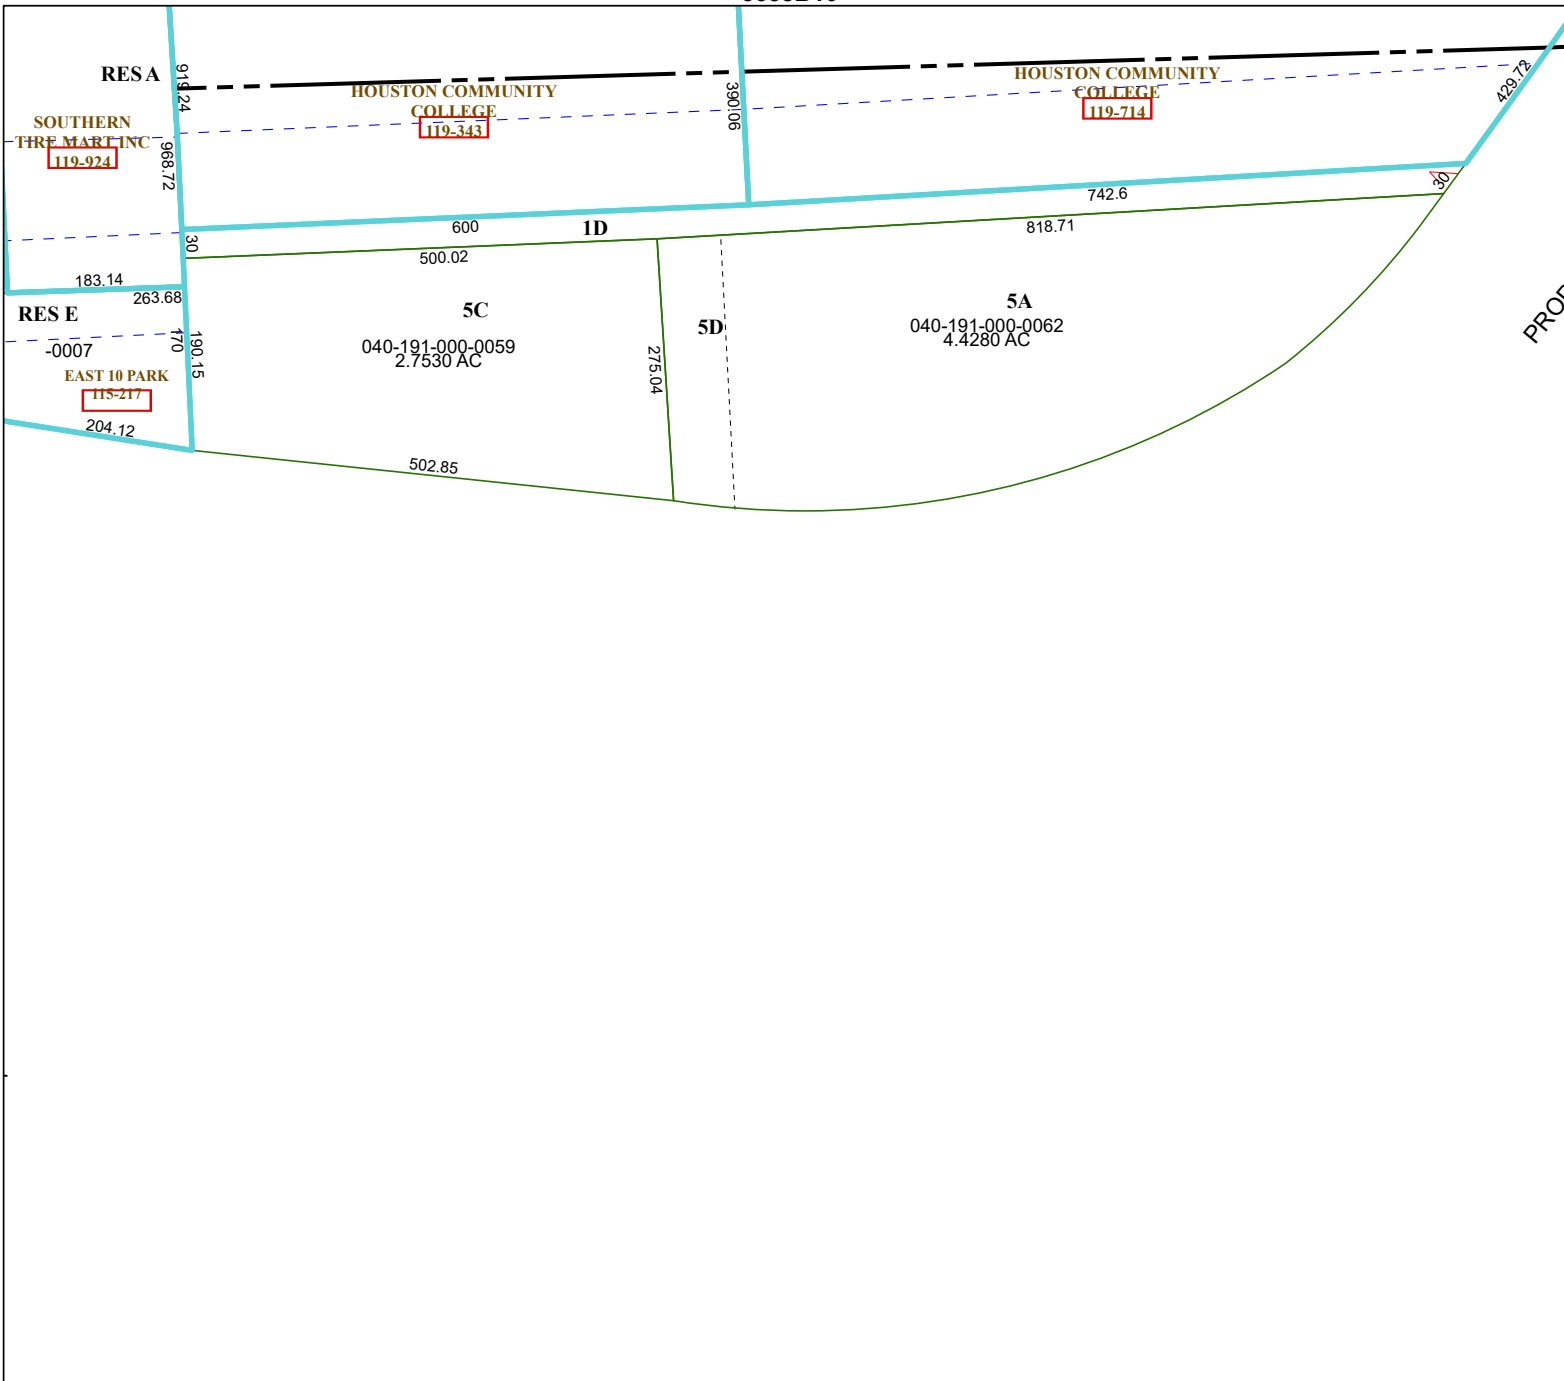 RES A
919.24
HOUSTON COMMUNITY
COLLEGE
119-343
390.06
HOUSTON COMMUNITY
COLLEGE
119-714
429.72
SOUTHERN
TIRE MART INC
119-924
968.72
30
742.6
600
1D
818.71
30
500.02
183.14
263.68
RES E
-0007
170
190.15
5C
040-191-000-0059
2.7530 AC
275.04
5D
5A
040-191-000-0062
4.4280 AC
EAST 10 PARK
115-217
204.12
502.85